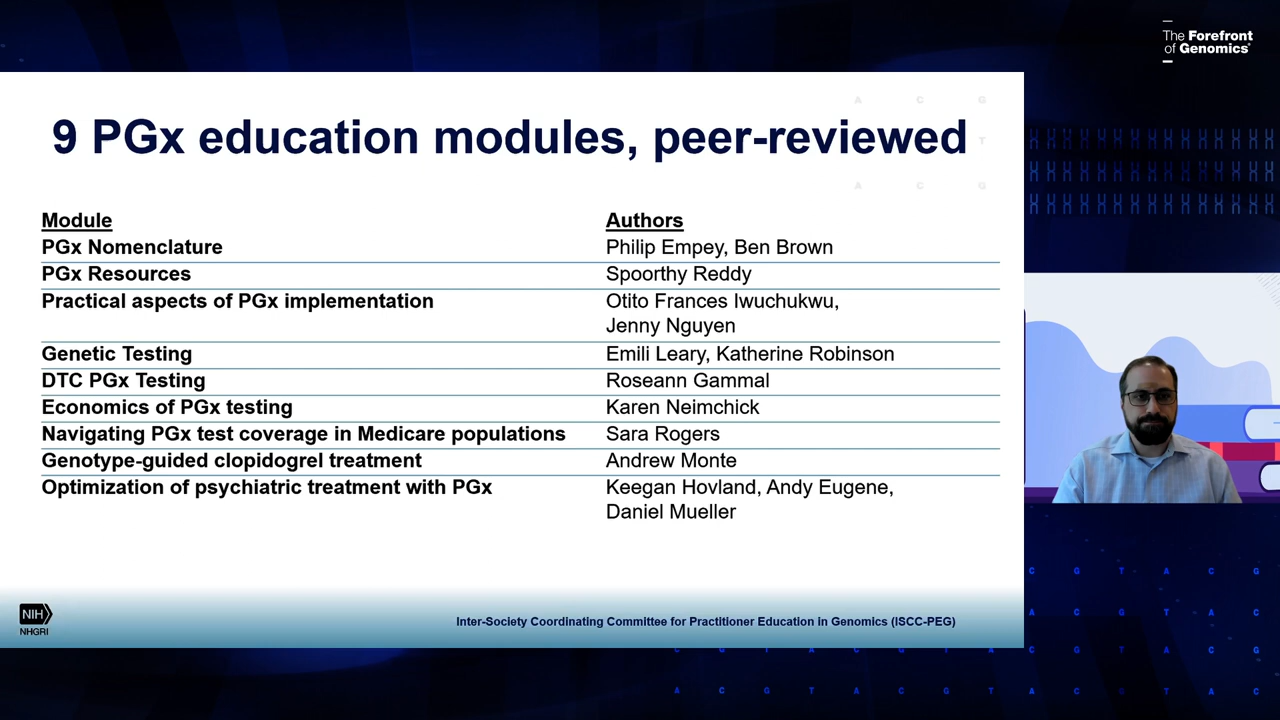 The Forefront
of Genomics®
9 PGx education modules, peer-reviewed
A C G
T
A C G
Module Authors
PGx Nomenclature Philip Empey, Ben Brown
PGx Resources Spoorthy Reddy
Practical aspects of PGx implementation Otito Frances Iwuchukwu,
Jenny Nguyen
Genetic Testing Emili Leary, Katherine Robinson
DTC PGx Testing Roseann Gammal
Economics of PGx testing Karen Neimchick
Navigating PGx test coverage in Medicare populations Sara Rogers
Genotype-guided clopidogrel treatment Andrew Monte
Optimization of psychiatric treatment with PGx Keegan Hovland, Andy Eugene,
Daniel Mueller
NIH
NHGRI
Inter-Society Coordinating Committee for Practitioner Education in Genomics (ISCC-PEG)
C G T A C G
A C G T A C
C G T A C G T A C G T A C G
A C G T A C G T A C G T A C